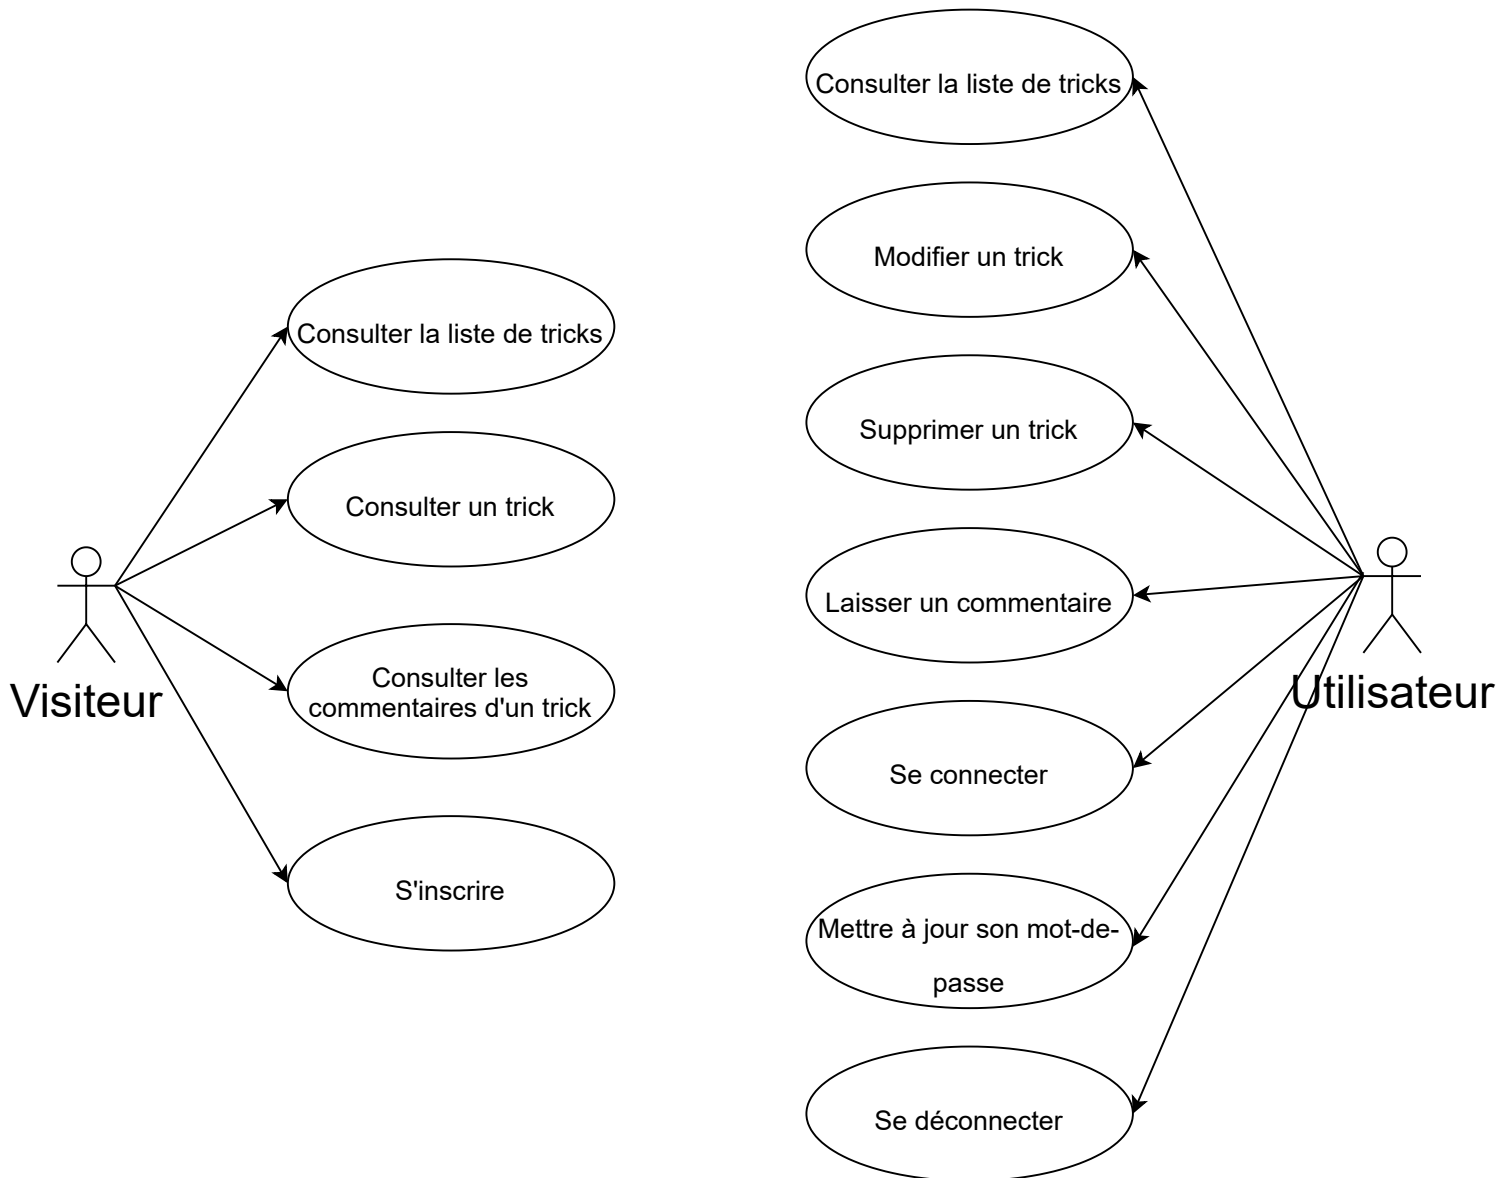 Consulter la liste de tricks
Consulter un trick
Visiteur
Consulter les
commentaires d'un trick
S'inscrire
Consulter la liste de tricks
Modifier un trick
Supprimer un trick
Laisser un commentaire
Utilisateur
Se connecter
Mettre à jour son mot-de-
passe
Se déconnecter